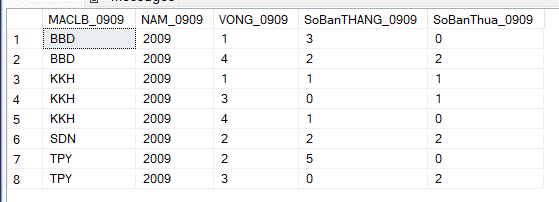 MACLB_0909 NAM_0909 VONG_0909 SoBanTHANG_0909 SoBanThua_0909
1 BBD 2009 1 3 0
2 BBD 2009 4 2 2
3 KKH 2009 1 1 1
4 KKH 2009 3 0 1
5 KKH 2009 4 1 0
6 SDN 2009 2 2 2
7 TPY 2009 2 5 0
8 TPY 2009 3 0 2